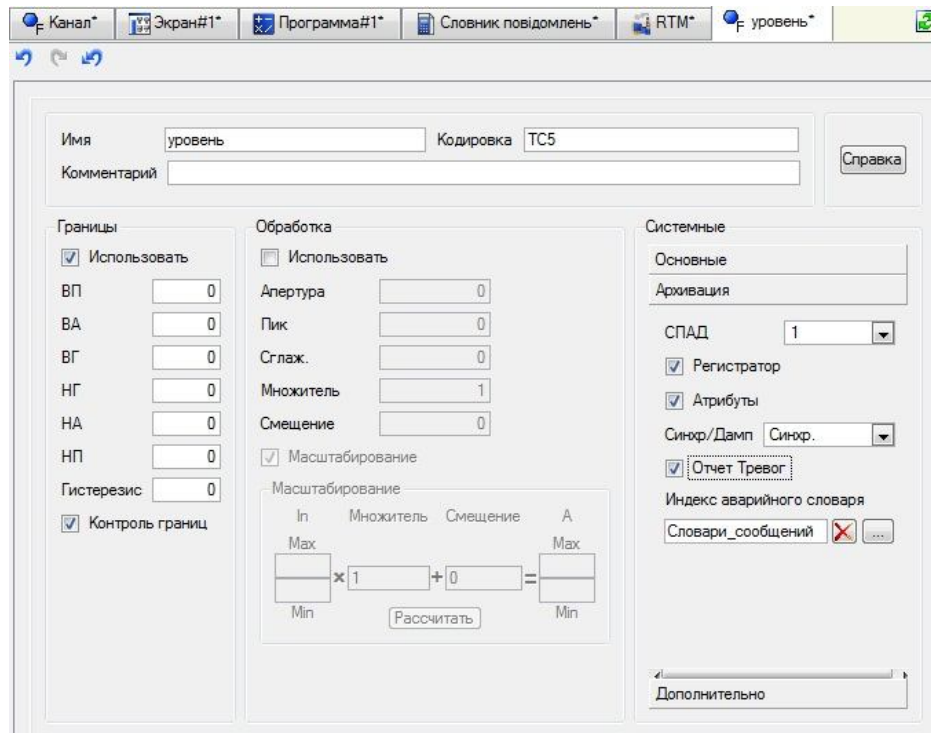 Канал* Экран#1* Программа#1* Словник повідомлень* RTM* уровень*
Имя уровень Кодировка TC5
Комментарий
Справка
Границы
Использовать
ВП 0
ВА 0
ВГ 0
НГ 0
НА 0
НП 0
Гистерезис 0
Контроль границ
Обработка
Использовать
Апертура 0
Пик 0
Сглаж. 0
Множитель 1
Смещение 0
Масштабирование
Масштабирование
In Множитель Смещение A
Max Max
× 1 + 0 =
Min Min
Рассчитать
Системные
Основные
Архивация
СПАД 1
Регистратор
Атрибуты
Синхр/Дамп Синхр.
Отчет Тревог
Индекс аварийного словаря
Словари_сообщений ...
Дополнительно